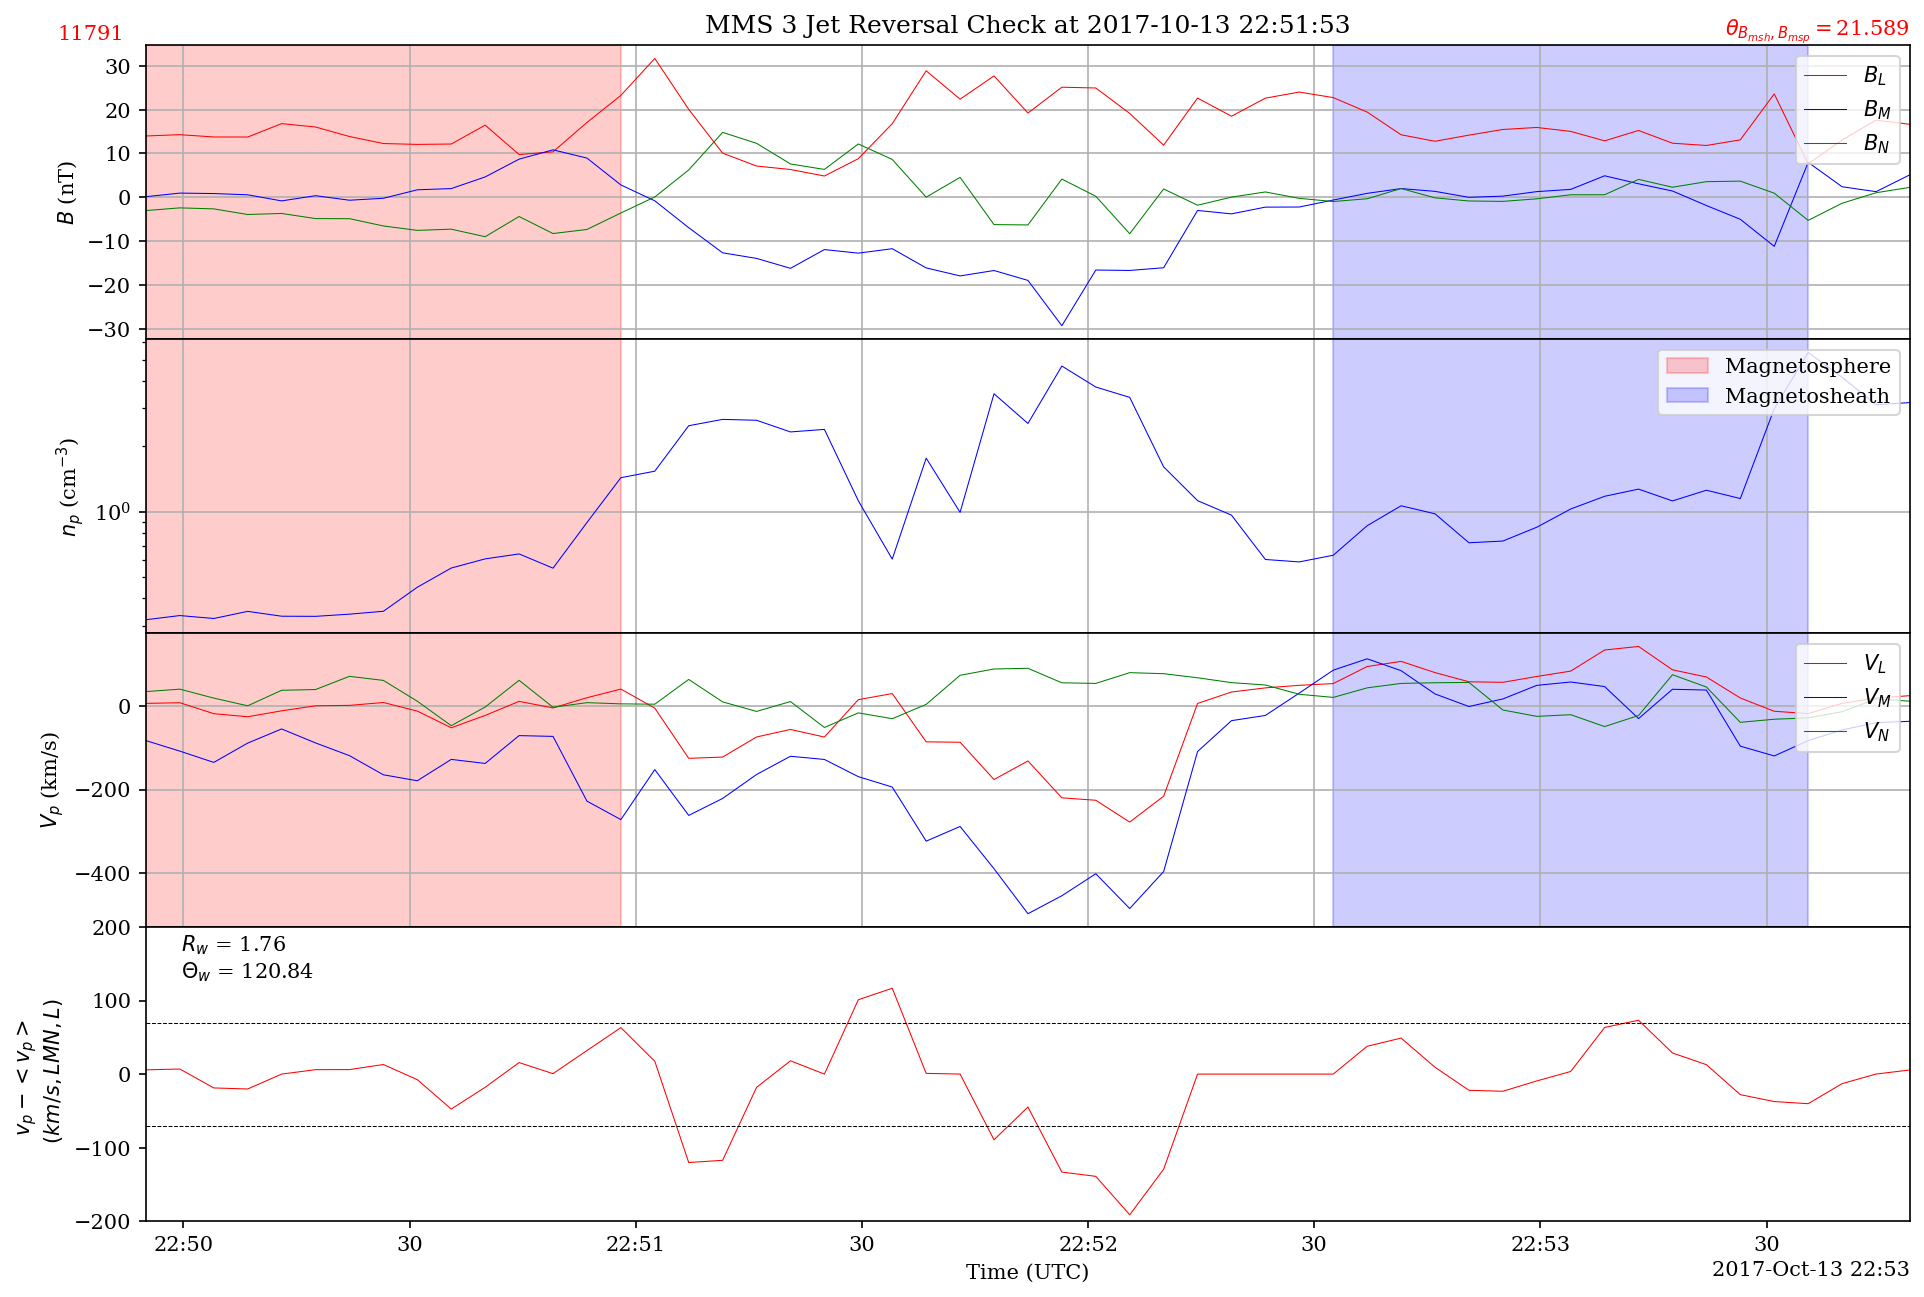 11791
MMS 3 Jet Reversal Check at 2017-10-13 22:51:53
θ_{B_{msh}, B_{msp}} = 21.589
30
20
10
0
−10
−20
−30
B (nT)
B_L
B_M
B_N
10^0
n_p (cm^{−3})
Magnetosphere
Magnetosheath
0
−200
−400
V_p (km/s)
V_L
V_M
V_N
200
100
0
−100
−200
v_p − < v_p >
(km/s, LMN, L)
R_w = 1.76
Θ_w = 120.84
22:50 30 22:51 30 22:52 30 22:53 30
Time (UTC)
2017-Oct-13 22:53